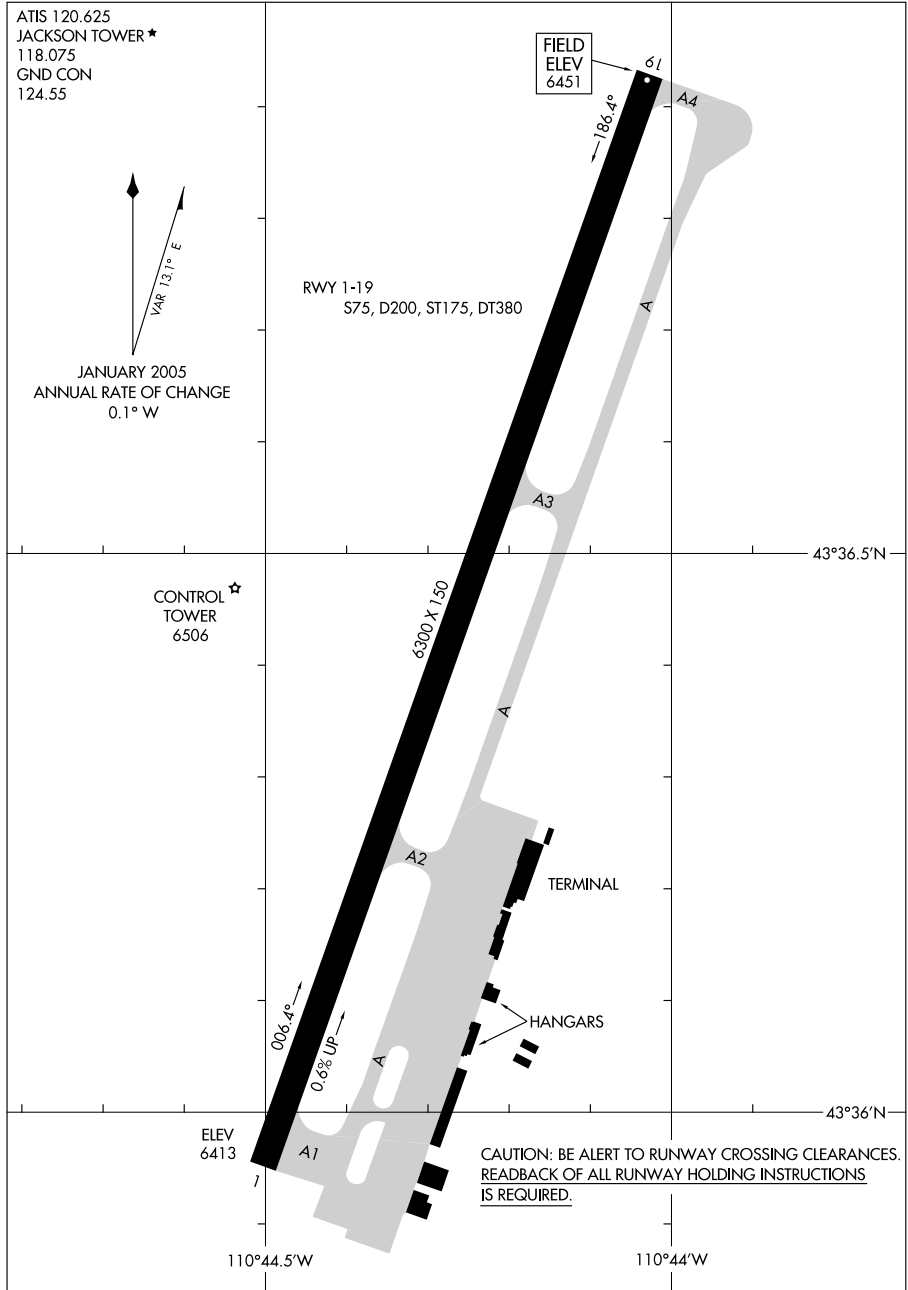 ATIS 120.625
JACKSON TOWER★
118.075
GND CON
124.55
FIELD
ELEV
6451
19
A4
186.4°
VAR 13.1° E
A
RWY 1-19
S75, D200, ST175, DT380
JANUARY 2005
ANNUAL RATE OF CHANGE
0.1° W
A3
43°36.5'N
CONTROL
TOWER
6506
6300 X 150
A
A2
TERMINAL
006.4°
0.6% UP
HANGARS
A
43°36'N
ELEV
6413
A1
1
CAUTION: BE ALERT TO RUNWAY CROSSING CLEARANCES.
READBACK OF ALL RUNWAY HOLDING INSTRUCTIONS
IS REQUIRED.
110°44.5'W
110°44'W